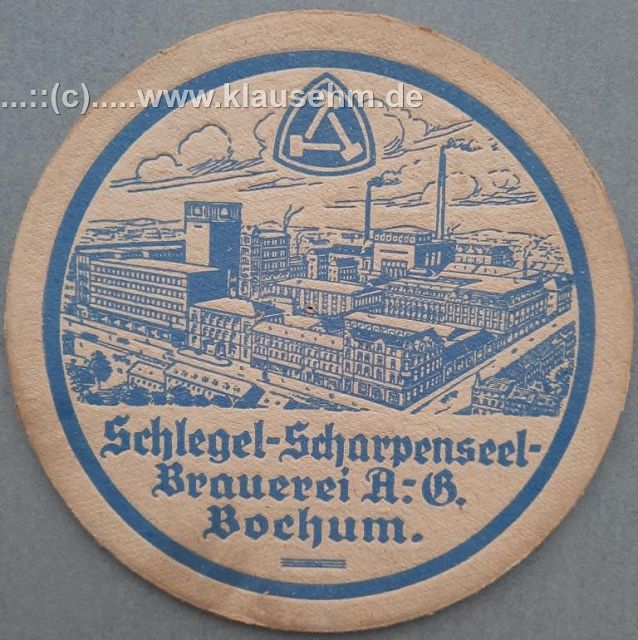 ...::(c).....www.klausehm.de
Schlegel-Scharpenseel-
Brauerei A.-G.
Bochum.